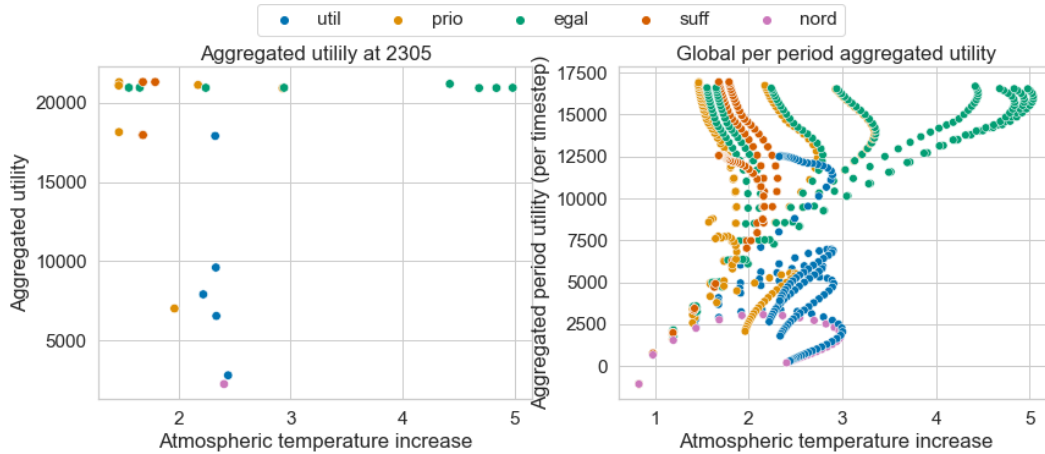 util prio egal suff nord
Aggregated utilily at 2305
Aggregated utility
20000
15000
10000
5000
2 3 4 5
Atmospheric temperature increase
Global per period aggregated utility
Aggregated period utility (per timestep)
17500
15000
12500
10000
7500
5000
2500
0
1 2 3 4 5
Atmospheric temperature increase